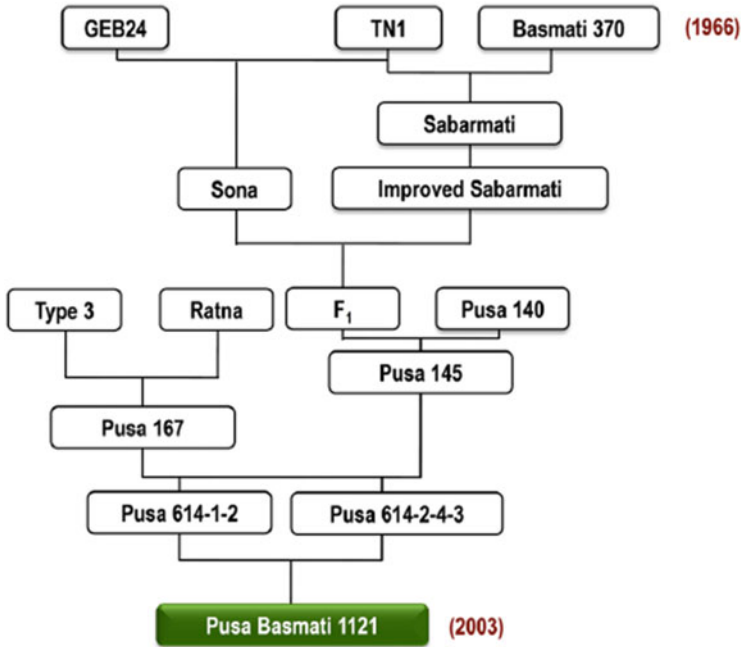 GEB24 TN1 Basmati 370 (1966)
Sabarmati
Sona Improved Sabarmati
Type 3 Ratna F₁ Pusa 140
Pusa 145
Pusa 167
Pusa 614-1-2 Pusa 614-2-4-3
Pusa Basmati 1121 (2003)